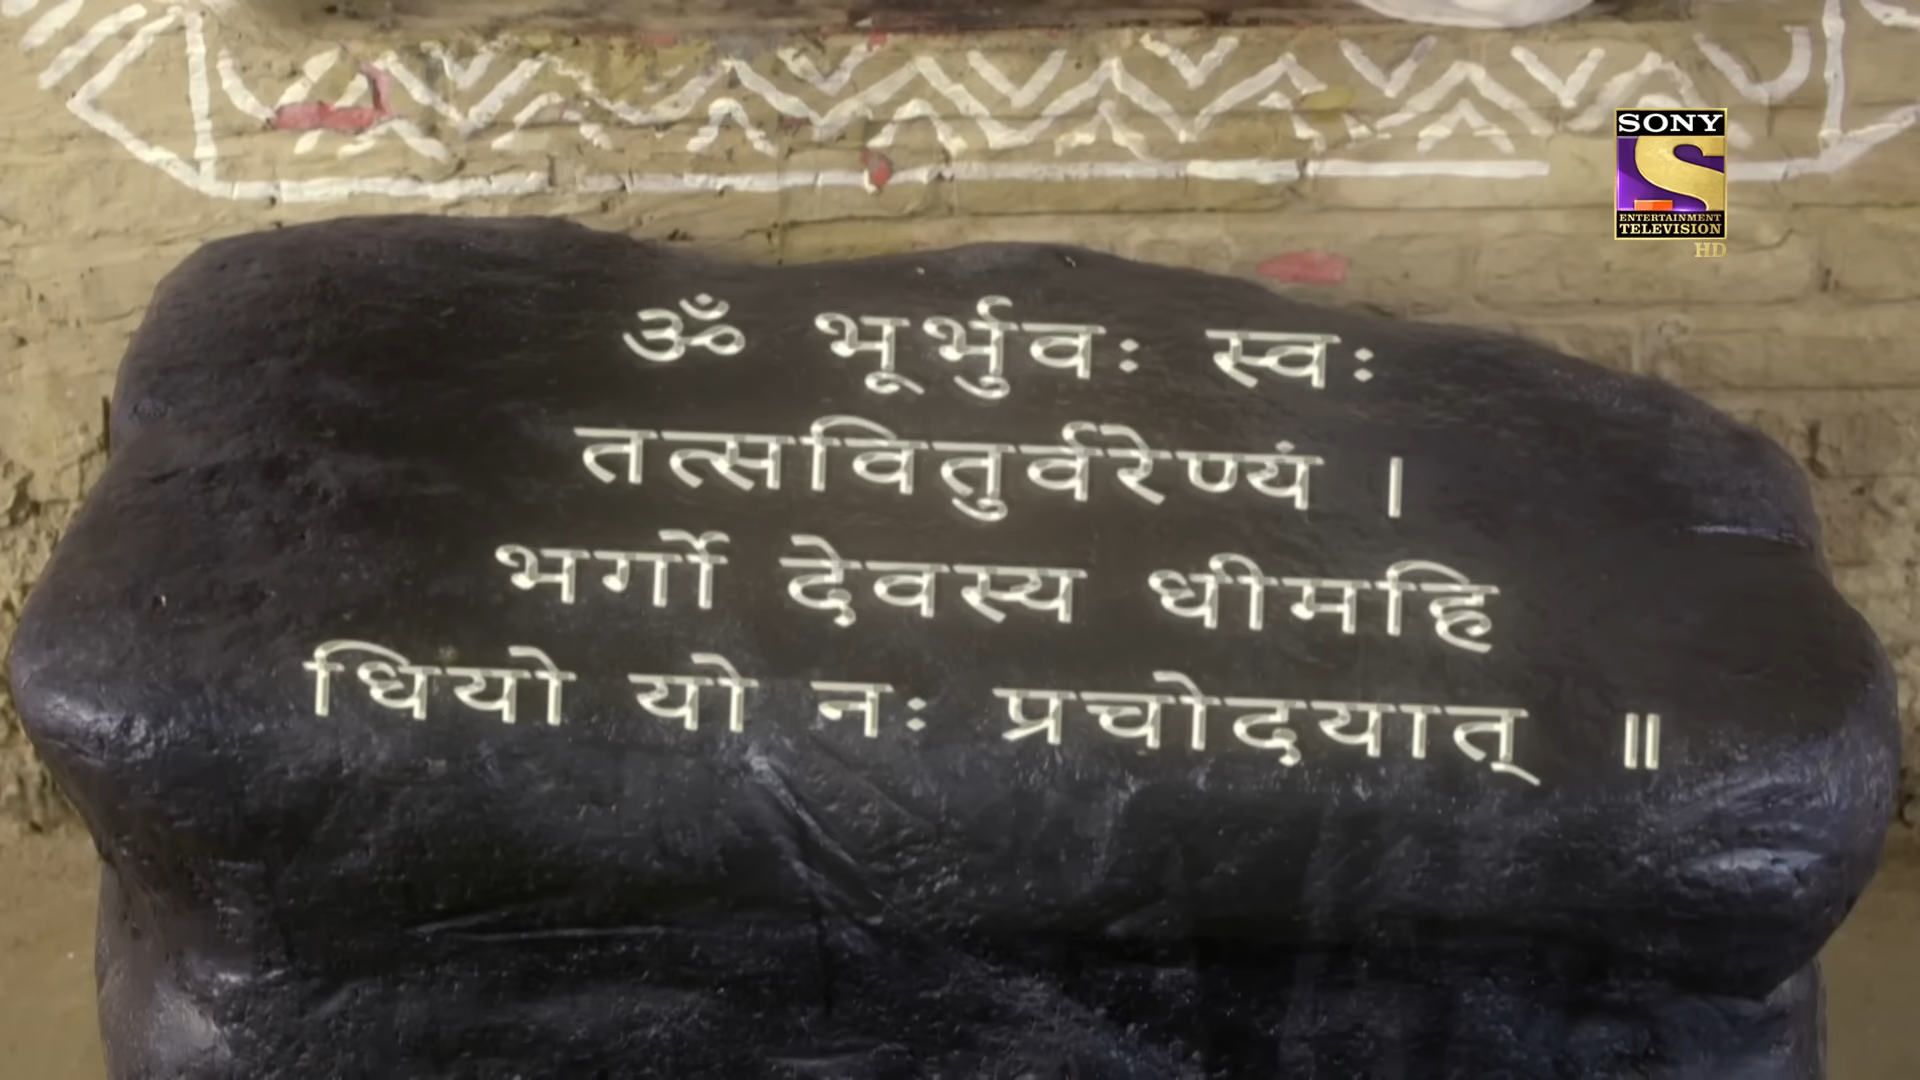 SONY
ENTERTAINMENT
TELEVISION
HD
ॐ भूर्भुवः स्वः
तत्सवितुर्वरेण्यं ।
भर्गो देवस्य धीमहि
धियो यो नः प्रचोदयात् ॥